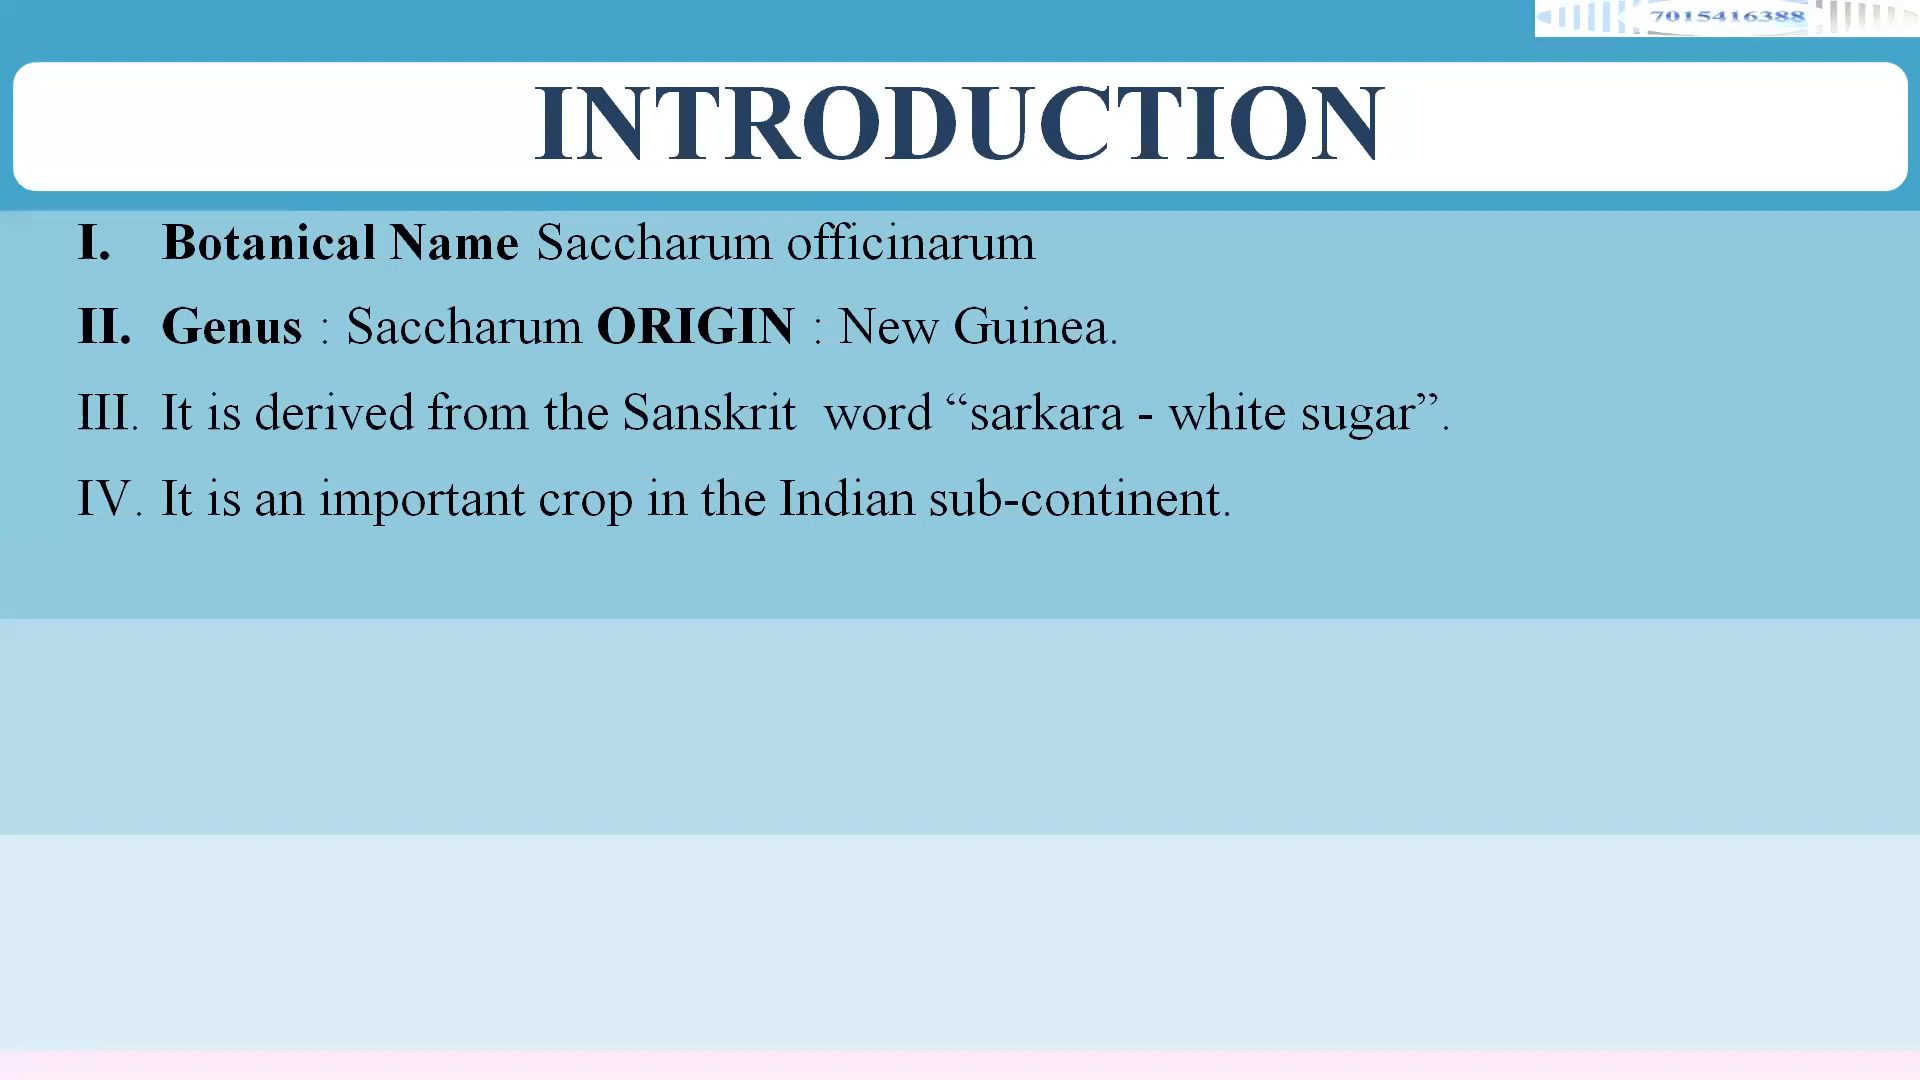 7015416388
INTRODUCTION
I. Botanical Name Saccharum officinarum
II. Genus : Saccharum ORIGIN : New Guinea.
III. It is derived from the Sanskrit word “sarkara - white sugar”.
IV. It is an important crop in the Indian sub-continent.